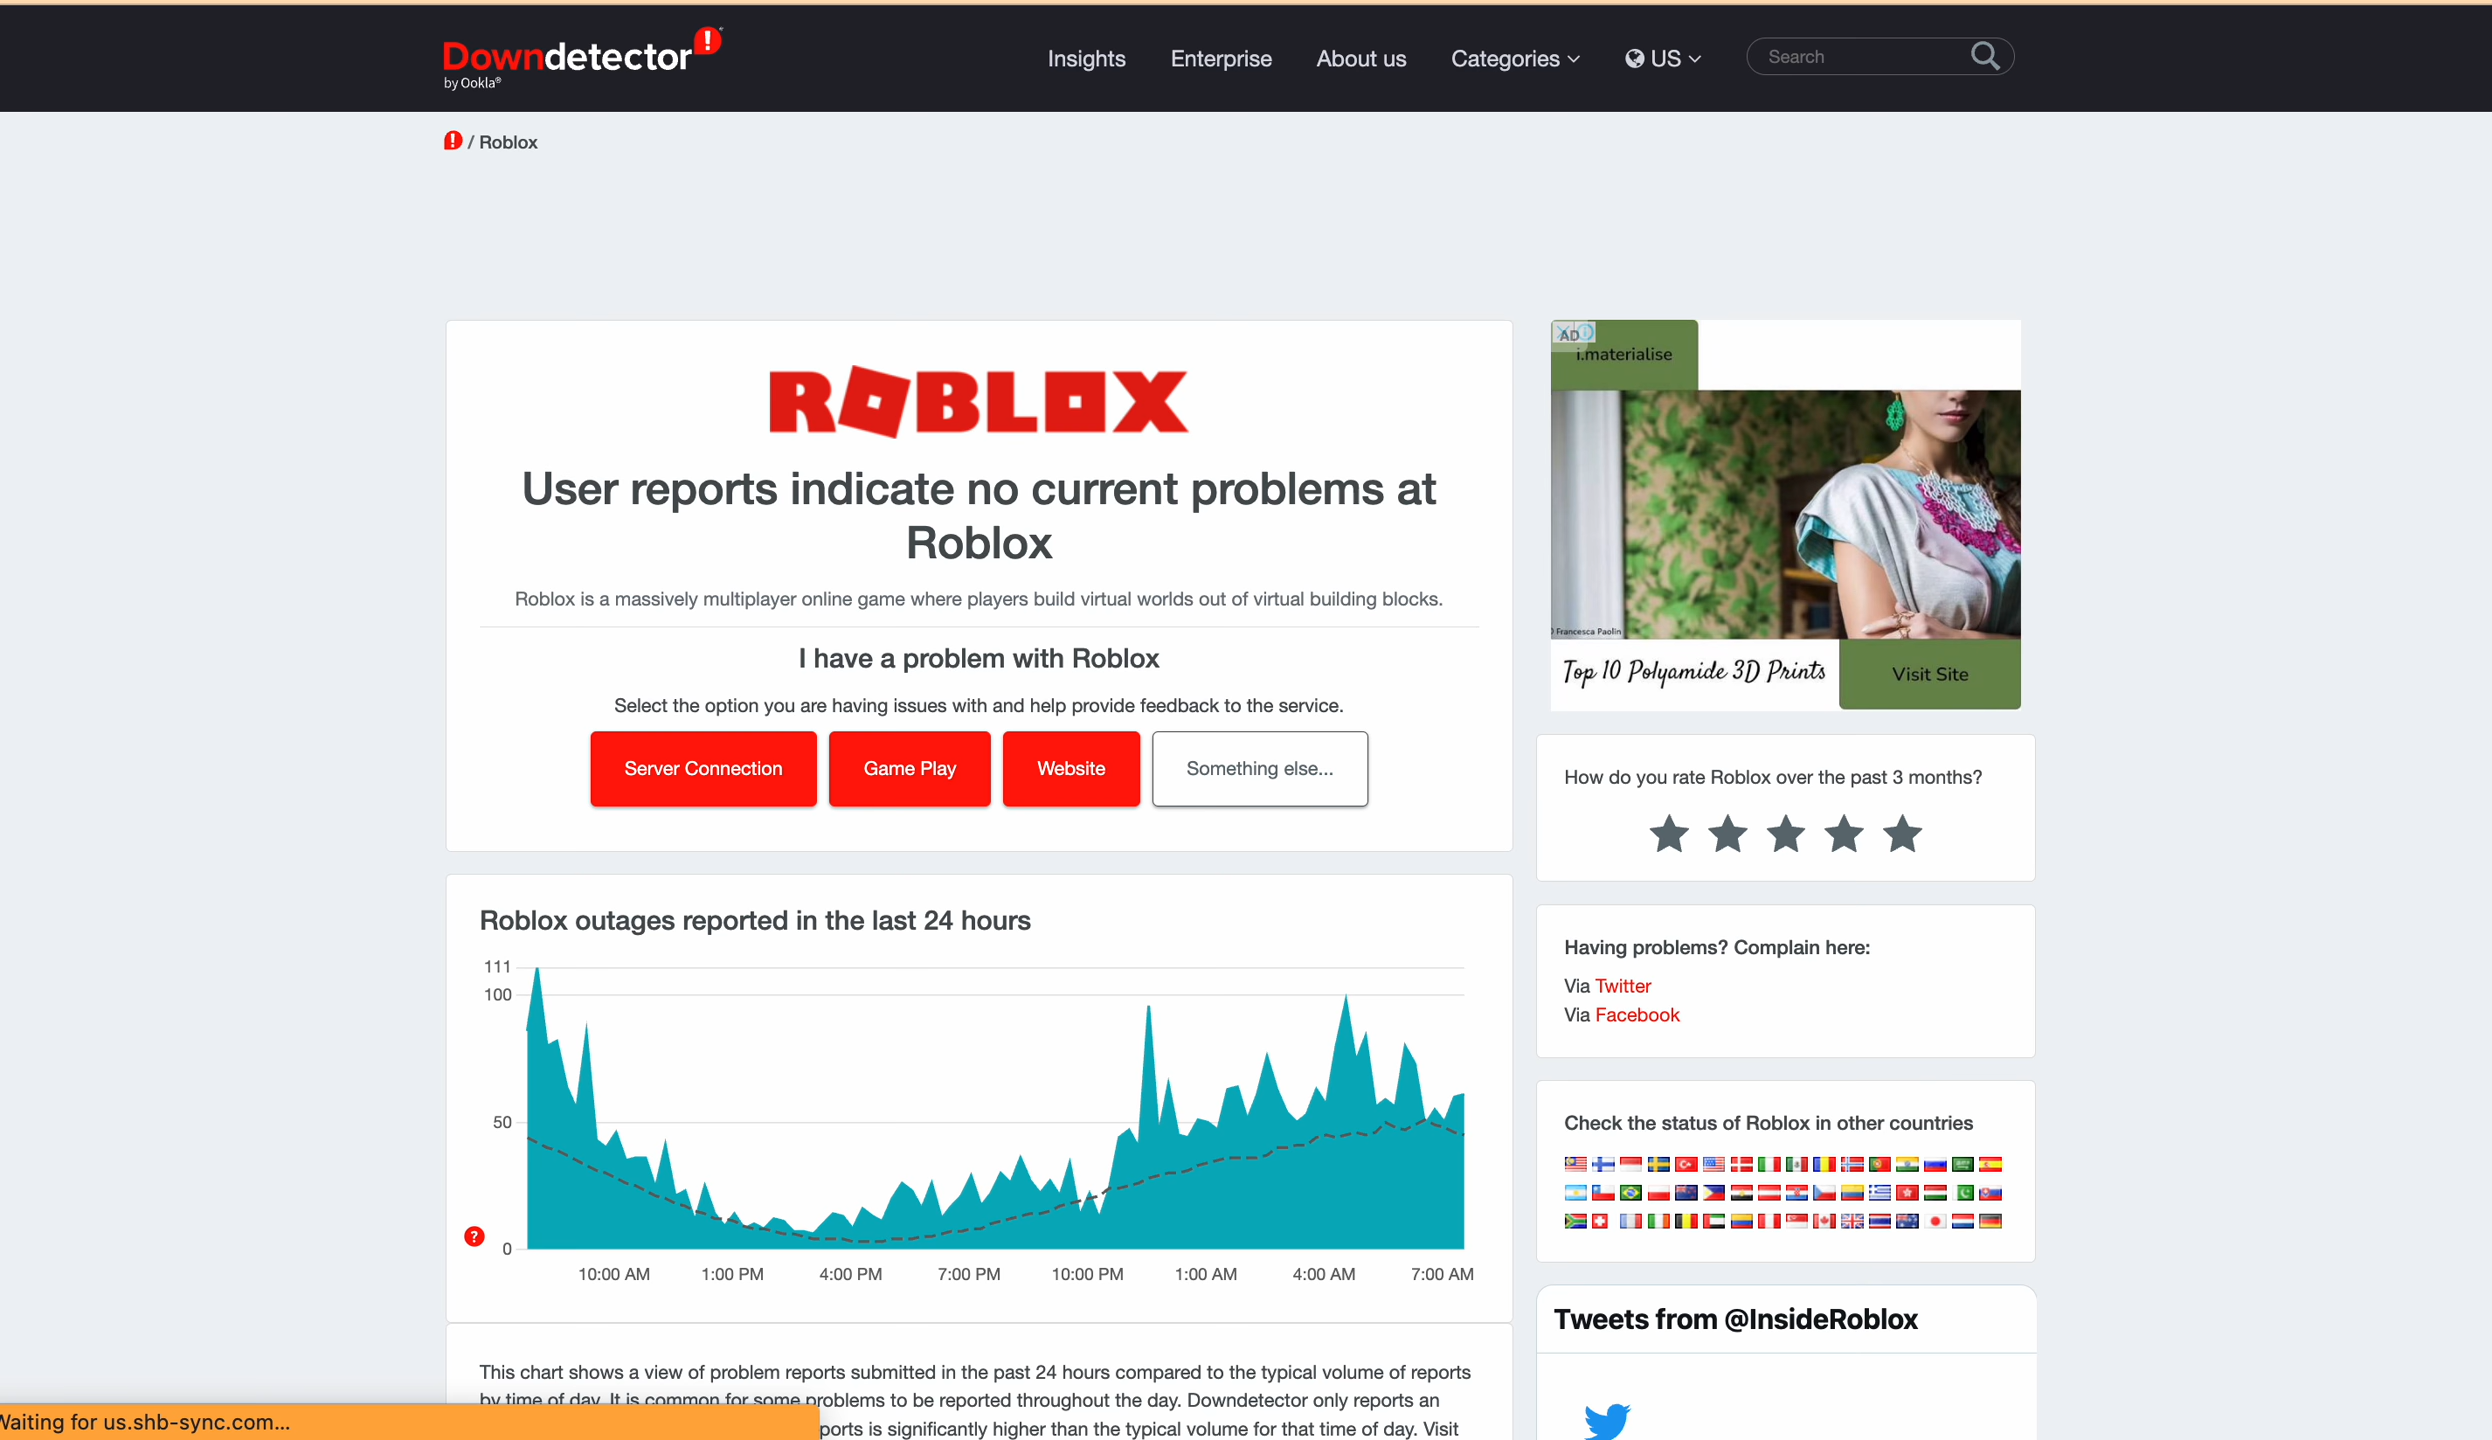 Downdetector
by Ookla®
Insights
Enterprise
About us
Categories
US
Search
/ Roblox
ROBLOX
User reports indicate no current problems at
Roblox
Roblox is a massively multiplayer online game where players build virtual worlds out of virtual building blocks.
I have a problem with Roblox
Select the option you are having issues with and help provide feedback to the service.
Server Connection
Game Play
Website
Something else...
Roblox outages reported in the last 24 hours
111
100
50
0
?
10:00 AM
1:00 PM
4:00 PM
7:00 PM
10:00 PM
1:00 AM
4:00 AM
7:00 AM
This chart shows a view of problem reports submitted in the past 24 hours compared to the typical volume of reports
by time of day. It is common for some problems to be reported throughout the day. Downdetector only reports an
ports is significantly higher than the typical volume for that time of day. Visit
Waiting for us.shb-sync.com...
AD
i.materialise
© Francesca Paolin
Top 10 Polyamide 3D Prints
Visit Site
How do you rate Roblox over the past 3 months?
Having problems? Complain here:
Via Twitter
Via Facebook
Check the status of Roblox in other countries
Tweets from @InsideRoblox